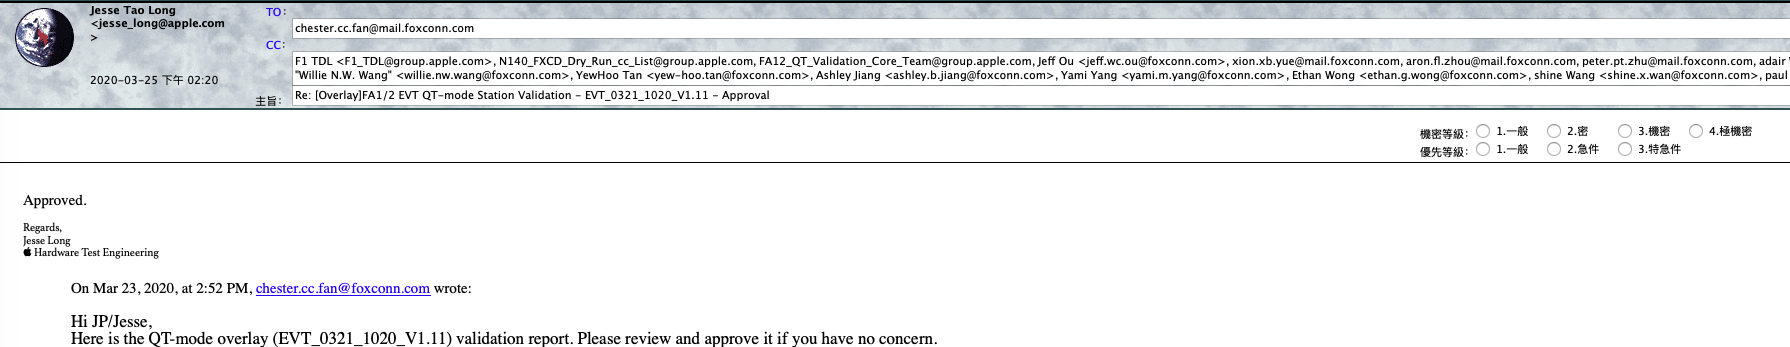 Jesse Tao Long
<jesse_long@apple.com
>
2020-03-25 下午 02:20
TO:
chester.cc.fan@mail.foxconn.com
CC:
F1 TDL <F1_TDL@group.apple.com>, N140_FXCD_Dry_Run_cc_List@group.apple.com, FA12_QT_Validation_Core_Team@group.apple.com, Jeff Ou <jeff.wc.ou@foxconn.com>, xion.xb.yue@mail.foxconn.com, aron.fl.zhou@mail.foxconn.com, peter.pt.zhu@mail.foxconn.com, adair
"Willie N.W. Wang" <willie.nw.wang@foxconn.com>, YewHoo Tan <yew-hoo.tan@foxconn.com>, Ashley Jiang <ashley.b.jiang@foxconn.com>, Yami Yang <yami.m.yang@foxconn.com>, Ethan Wong <ethan.g.wong@foxconn.com>, shine Wang <shine.x.wan@foxconn.com>, paul
主旨:
Re: [Overlay]FA1/2 EVT QT-mode Station Validation - EVT_0321_1020_V1.11 - Approval
機密等級: 1.一般 2.密 3.機密 4.極機密
優先等級: 1.一般 2.急件 3.特急件
Approved.
Regards,
Jesse Long
Hardware Test Engineering
On Mar 23, 2020, at 2:52 PM, chester.cc.fan@foxconn.com wrote:
Hi JP/Jesse,
Here is the QT-mode overlay (EVT_0321_1020_V1.11) validation report. Please review and approve it if you have no concern.